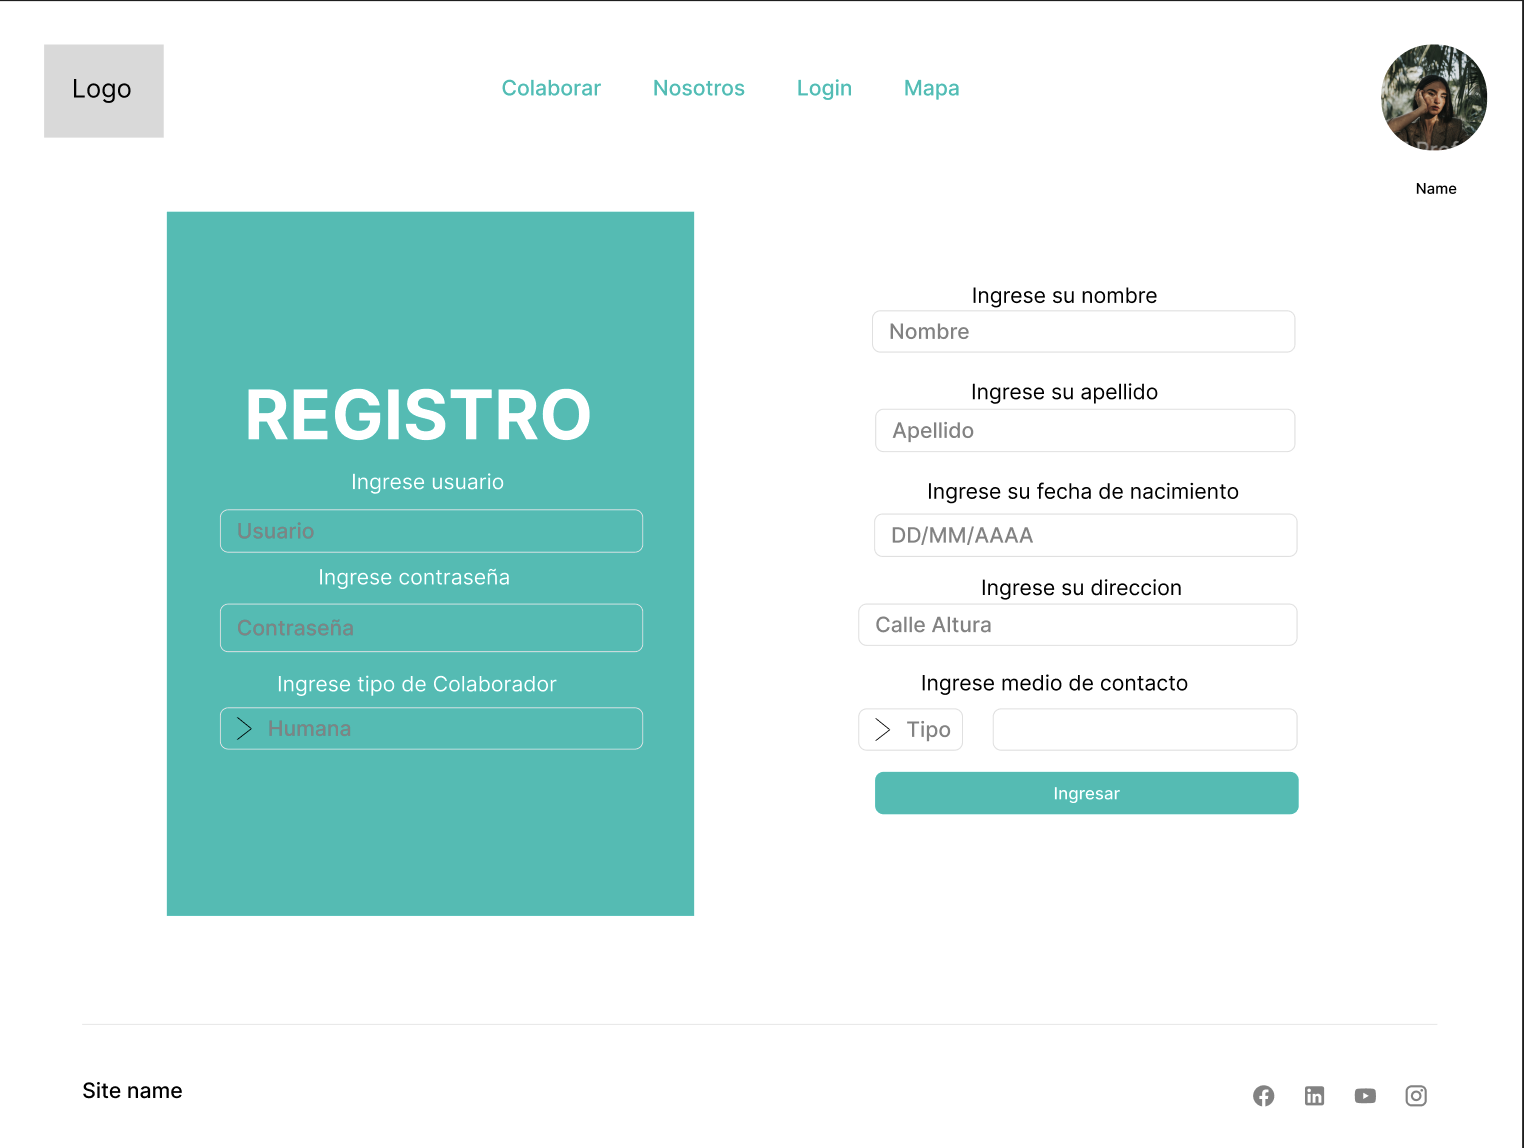 Logo
Colaborar Nosotros Login Mapa
Name
REGISTRO
Ingrese usuario
Usuario
Ingrese contraseña
Contraseña
Ingrese tipo de Colaborador
Humana
Ingrese su nombre
Nombre
Ingrese su apellido
Apellido
Ingrese su fecha de nacimiento
DD/MM/AAAA
Ingrese su direccion
Calle Altura
Ingrese medio de contacto
Tipo
Ingresar
Site name